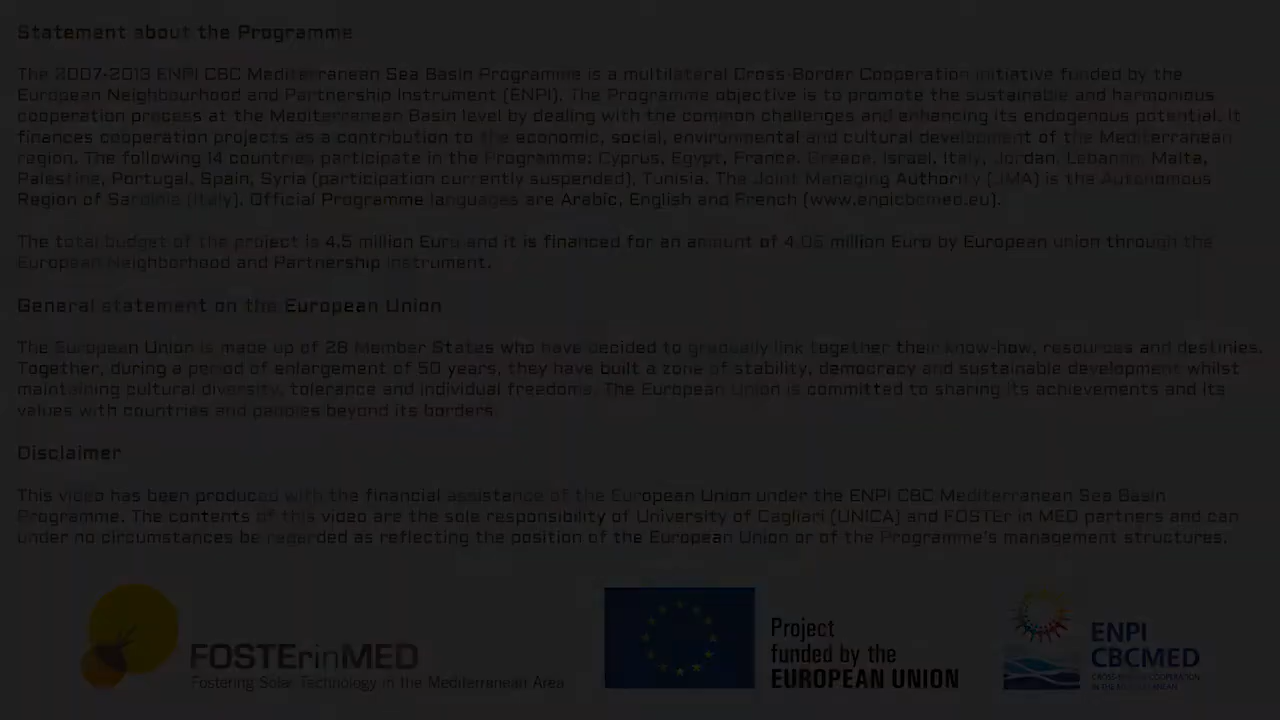 Statement about the Programme
The 2007-2013 ENPI CBC Mediterranean Sea Basin Programme is a multilateral Cross-Border Cooperation initiative funded by the
European Neighbourhood and Partnership Instrument (ENPI). The Programme objective is to promote the sustainable and harmonious
cooperation process at the Mediterranean Basin level by dealing with the common challenges and enhancing its endogenous potential. It
finances cooperation projects as a contribution to the economic, social, environmental and cultural development of the Mediterranean
region. The following 14 countries participate in the Programme: Cyprus, Egypt, France, Greece, Israel, Italy, Jordan, Lebanon, Malta,
Palestine, Portugal, Spain, Syria (participation currently suspended), Tunisia. The Joint Managing Authority (JMA) is the Autonomous
Region of Sardinia (Italy). Official Programme languages are Arabic, English and French (www.enpicbcmed.eu).
The total budget of the project is 4.5 million Euro and it is financed for an amount of 4.05 million Euro by European union through the
European Neighborhood and Partnership Instrument.
General statement on the European Union
The European Union is made up of 28 Member States who have decided to gradually link together their know-how, resources and destinies.
Together, during a period of enlargement of 50 years, they have built a zone of stability, democracy and sustainable development whilst
maintaining cultural diversity, tolerance and individual freedoms. The European Union is committed to sharing its achievements and its
values with countries and peoples beyond its borders.
Disclaimer
This video has been produced with the financial assistance of the European Union under the ENPI CBC Mediterranean Sea Basin
Programme. The contents of this video are the sole responsibility of University of Cagliari (UNICA) and FOSTEr in MED partners and can
under no circumstances be regarded as reflecting the position of the European Union or of the Programme's management structures.
FOSTErinMED
Fostering Solar Technology in the Mediterranean Area
Project
funded by the
EUROPEAN UNION
ENPI
CBCMED
CROSS-BORDER COOPERATION
IN THE MEDITERRANEAN